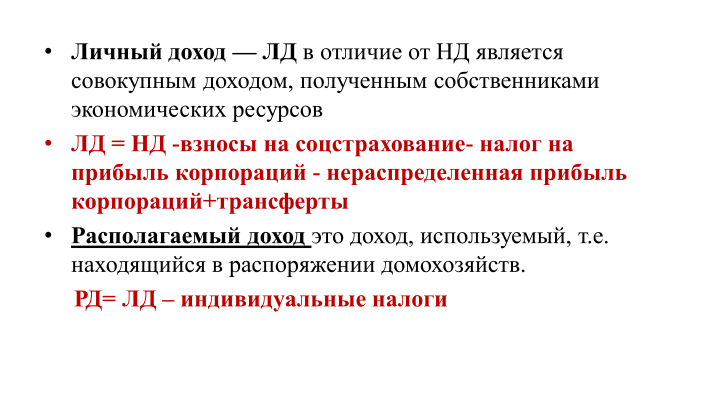 • Личный доход — ЛД в отличие от НД является
совокупным доходом, полученным собственниками
экономических ресурсов
• ЛД = НД -взносы на соцстрахование- налог на
прибыль корпораций - нераспределенная прибыль
корпораций+трансферты
• Располагаемый доход это доход, используемый, т.е.
находящийся в распоряжении домохозяйств.
РД= ЛД – индивидуальные налоги